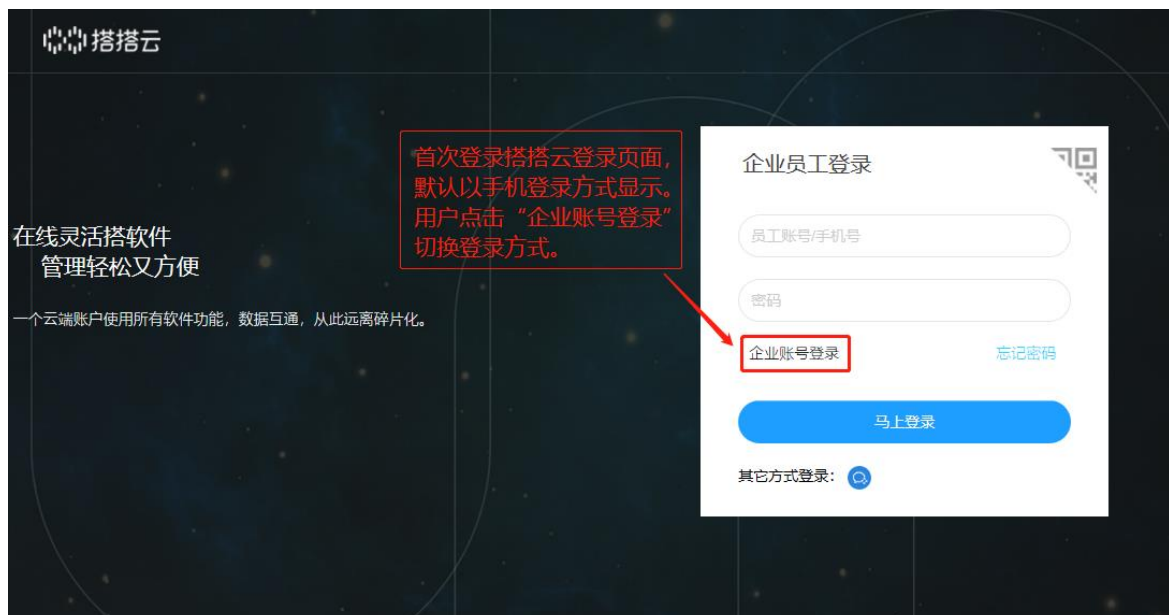 搭搭云
首次登录搭搭云登录页面，
默认以手机登录方式显示。
用户点击“企业账号登录”
切换登录方式。
在线灵活搭软件
管理轻松又方便
一个云端账户使用所有软件功能，数据互通，从此远离碎片化。
企业员工登录
员工账号/手机号
密码
企业账号登录
忘记密码
马上登录
其它方式登录：